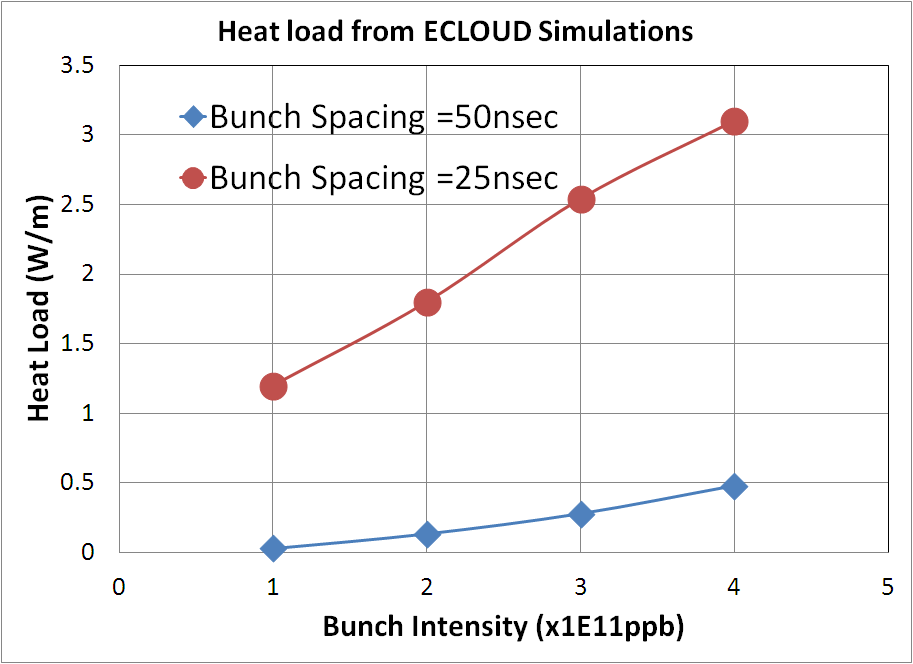 Heat load from ECLOUD Simulations
3.5
3
2.5
2
1.5
1
0.5
0
Bunch Spacing =50nsec
Bunch Spacing =25nsec
Heat Load (W/m)
0 1 2 3 4 5
Bunch Intensity (x1E11ppb)